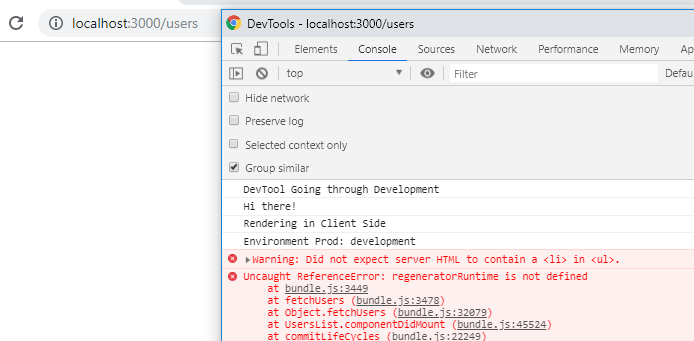 localhost:3000/users
DevTools - localhost:3000/users
Elements Console Sources Network Performance Memory
top Filter
Hide network
Preserve log
Selected context only
Group similar
DevTool Going through Development
Hi there!
Rendering in Client Side
Environment Prod: development
Warning: Did not expect server HTML to contain a <li> in <ul>.
Uncaught ReferenceError: regeneratorRuntime is not defined
at bundle.js:3449
at fetchUsers (bundle.js:3478)
at Object.fetchUsers (bundle.js:32079)
at UsersList.componentDidMount (bundle.js:45524)
at commitLifeCycles (bundle.js:22249)